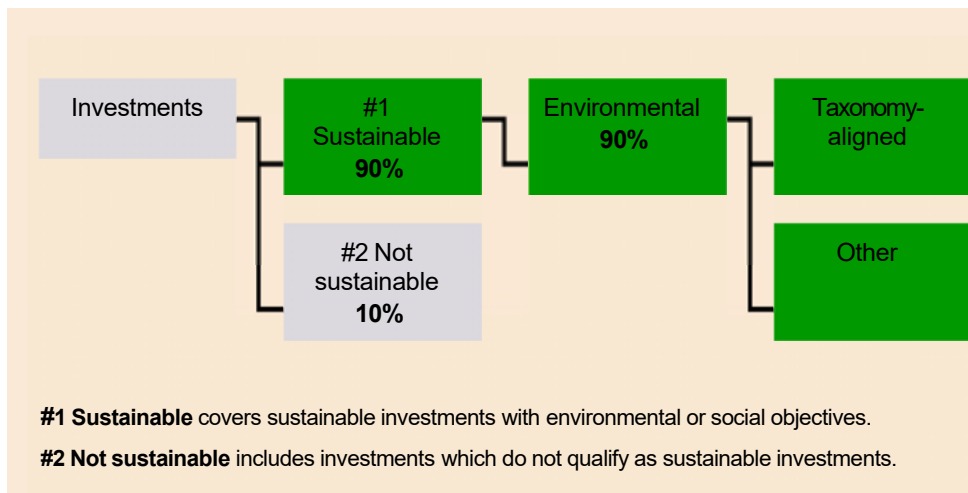 Investments
#1
Sustainable
90%
Environmental
90%
Taxonomy-
aligned
#2 Not
sustainable
10%
Other
#1 Sustainable covers sustainable investments with environmental or social objectives.
#2 Not sustainable includes investments which do not qualify as sustainable investments.